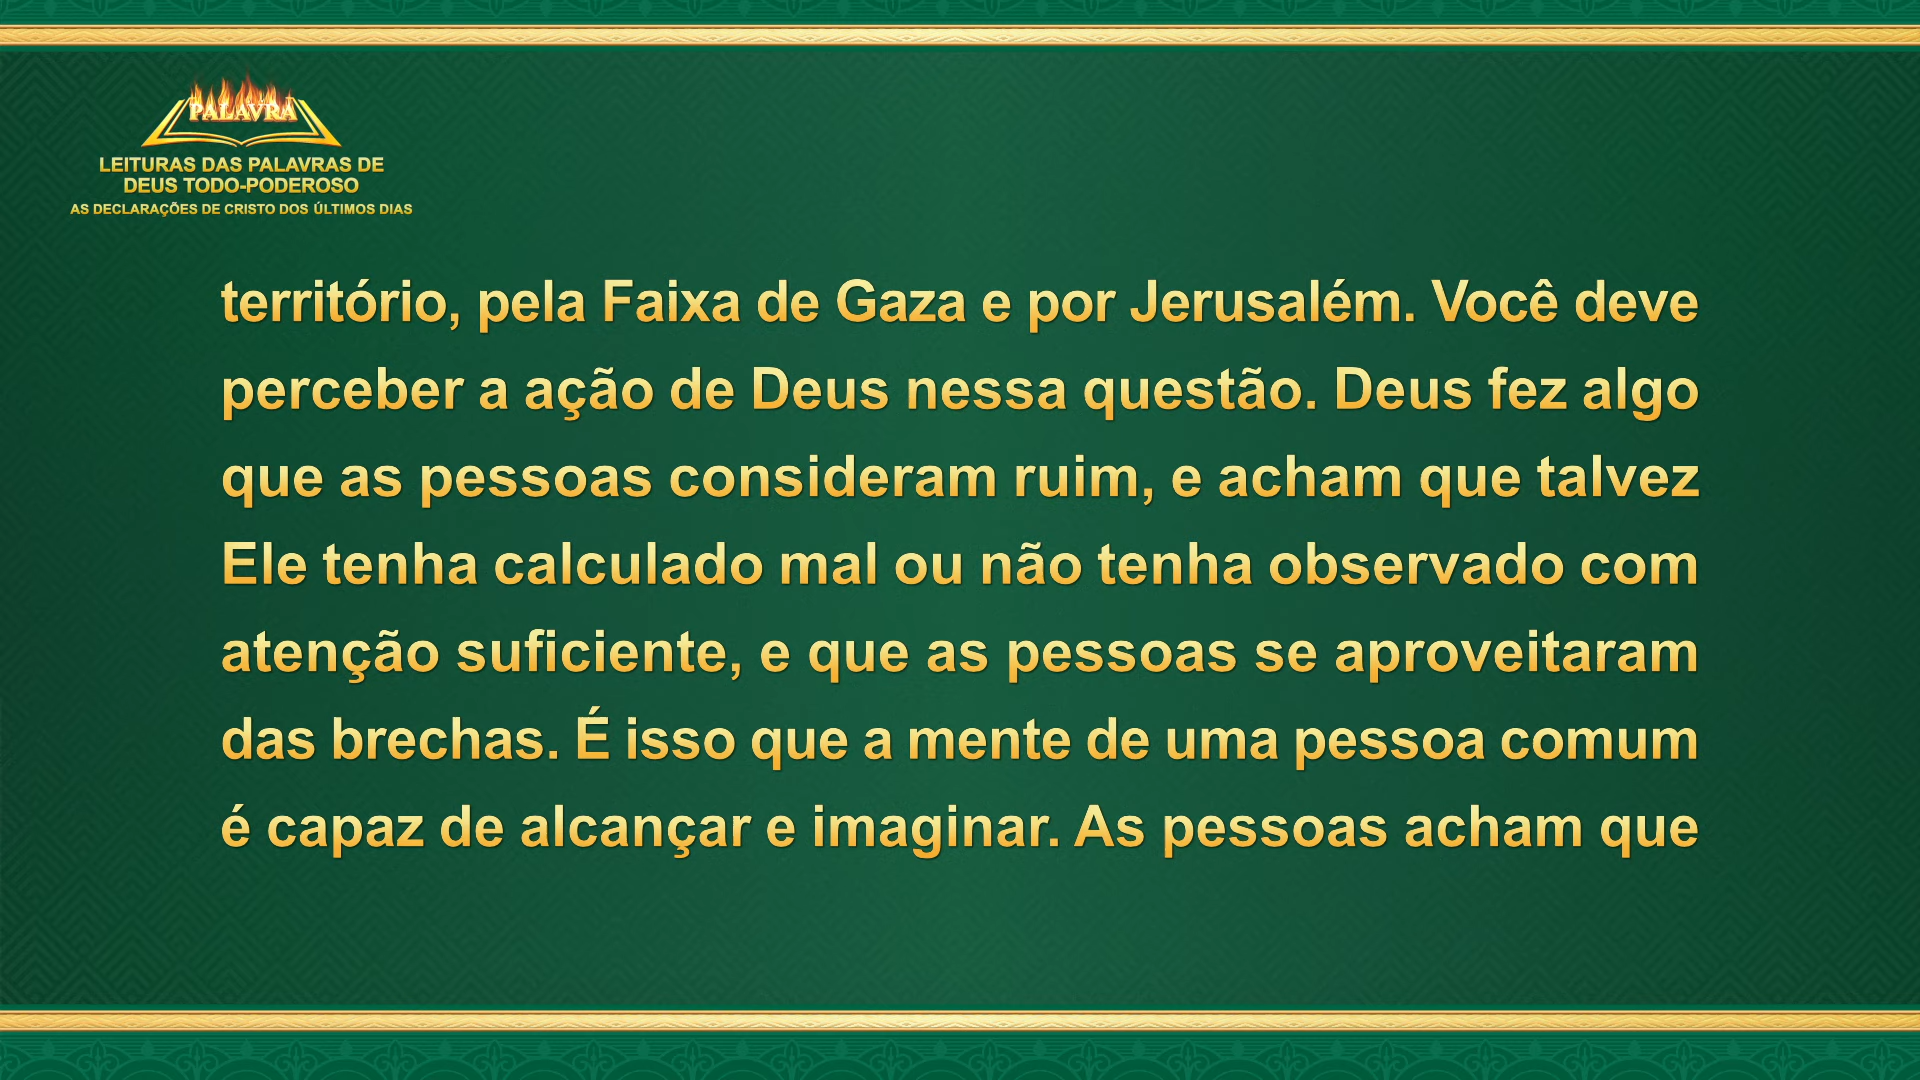 PALAVRA
LEITURAS DAS PALAVRAS DE
DEUS TODO-PODEROSO
AS DECLARAÇÕES DE CRISTO DOS ÚLTIMOS DIAS
território, pela Faixa de Gaza e por Jerusalém. Você deve
perceber a ação de Deus nessa questão. Deus fez algo
que as pessoas consideram ruim, e acham que talvez
Ele tenha calculado mal ou não tenha observado com
atenção suficiente, e que as pessoas se aproveitaram
das brechas. É isso que a mente de uma pessoa comum
é capaz de alcançar e imaginar. As pessoas acham que